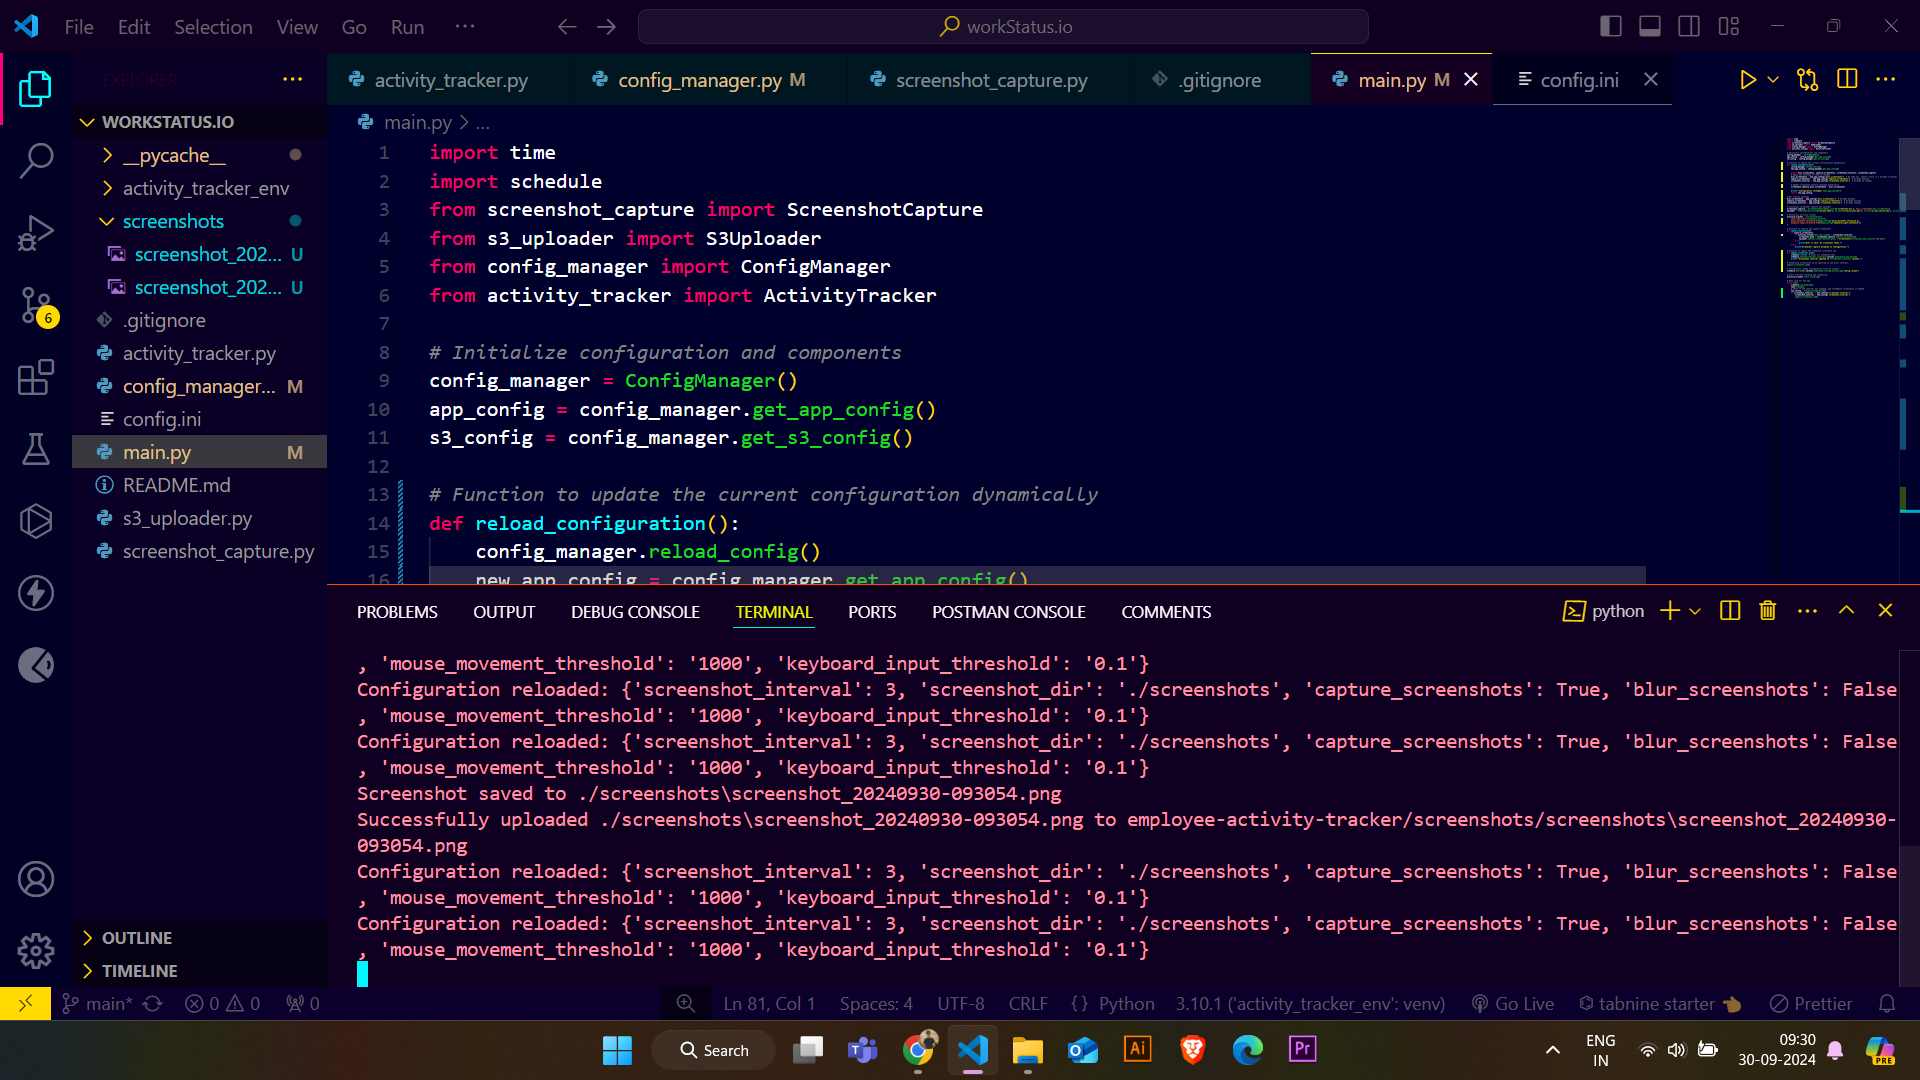 File Edit Selection View Go Run ...
workStatus.io
EXPLORER
WORKSTATUS.IO
__pycache__
activity_tracker_env
screenshots
screenshot_202... U
screenshot_202... U
.gitignore
activity_tracker.py
config_manager... M
config.ini
main.py M
README.md
s3_uploader.py
screenshot_capture.py
OUTLINE
TIMELINE
6
activity_tracker.py config_manager.py M screenshot_capture.py .gitignore main.py M config.ini
main.py > ...
1 import time
2 import schedule
3 from screenshot_capture import ScreenshotCapture
4 from s3_uploader import S3Uploader
5 from config_manager import ConfigManager
6 from activity_tracker import ActivityTracker
7
8 # Initialize configuration and components
9 config_manager = ConfigManager()
10 app_config = config_manager.get_app_config()
11 s3_config = config_manager.get_s3_config()
12
13 # Function to update the current configuration dynamically
14 def reload_configuration():
15 config_manager.reload_config()
16 new_app_config = config_manager.get_app_config()
PROBLEMS OUTPUT DEBUG CONSOLE TERMINAL PORTS POSTMAN CONSOLE COMMENTS python
, 'mouse_movement_threshold': '1000', 'keyboard_input_threshold': '0.1'}
Configuration reloaded: {'screenshot_interval': 3, 'screenshot_dir': './screenshots', 'capture_screenshots': True, 'blur_screenshots': False
, 'mouse_movement_threshold': '1000', 'keyboard_input_threshold': '0.1'}
Configuration reloaded: {'screenshot_interval': 3, 'screenshot_dir': './screenshots', 'capture_screenshots': True, 'blur_screenshots': False
, 'mouse_movement_threshold': '1000', 'keyboard_input_threshold': '0.1'}
Screenshot saved to ./screenshots\screenshot_20240930-093054.png
Successfully uploaded ./screenshots\screenshot_20240930-093054.png to employee-activity-tracker/screenshots/screenshots\screenshot_20240930-
093054.png
Configuration reloaded: {'screenshot_interval': 3, 'screenshot_dir': './screenshots', 'capture_screenshots': True, 'blur_screenshots': False
, 'mouse_movement_threshold': '1000', 'keyboard_input_threshold': '0.1'}
Configuration reloaded: {'screenshot_interval': 3, 'screenshot_dir': './screenshots', 'capture_screenshots': True, 'blur_screenshots': False
, 'mouse_movement_threshold': '1000', 'keyboard_input_threshold': '0.1'}
main* 0 0 0 Ln 81, Col 1 Spaces: 4 UTF-8 CRLF {} Python 3.10.1 ('activity_tracker_env': venv) Go Live tabnine starter Prettier
Search Ai Pr ENG 09:30
IN 30-09-2024 PRE